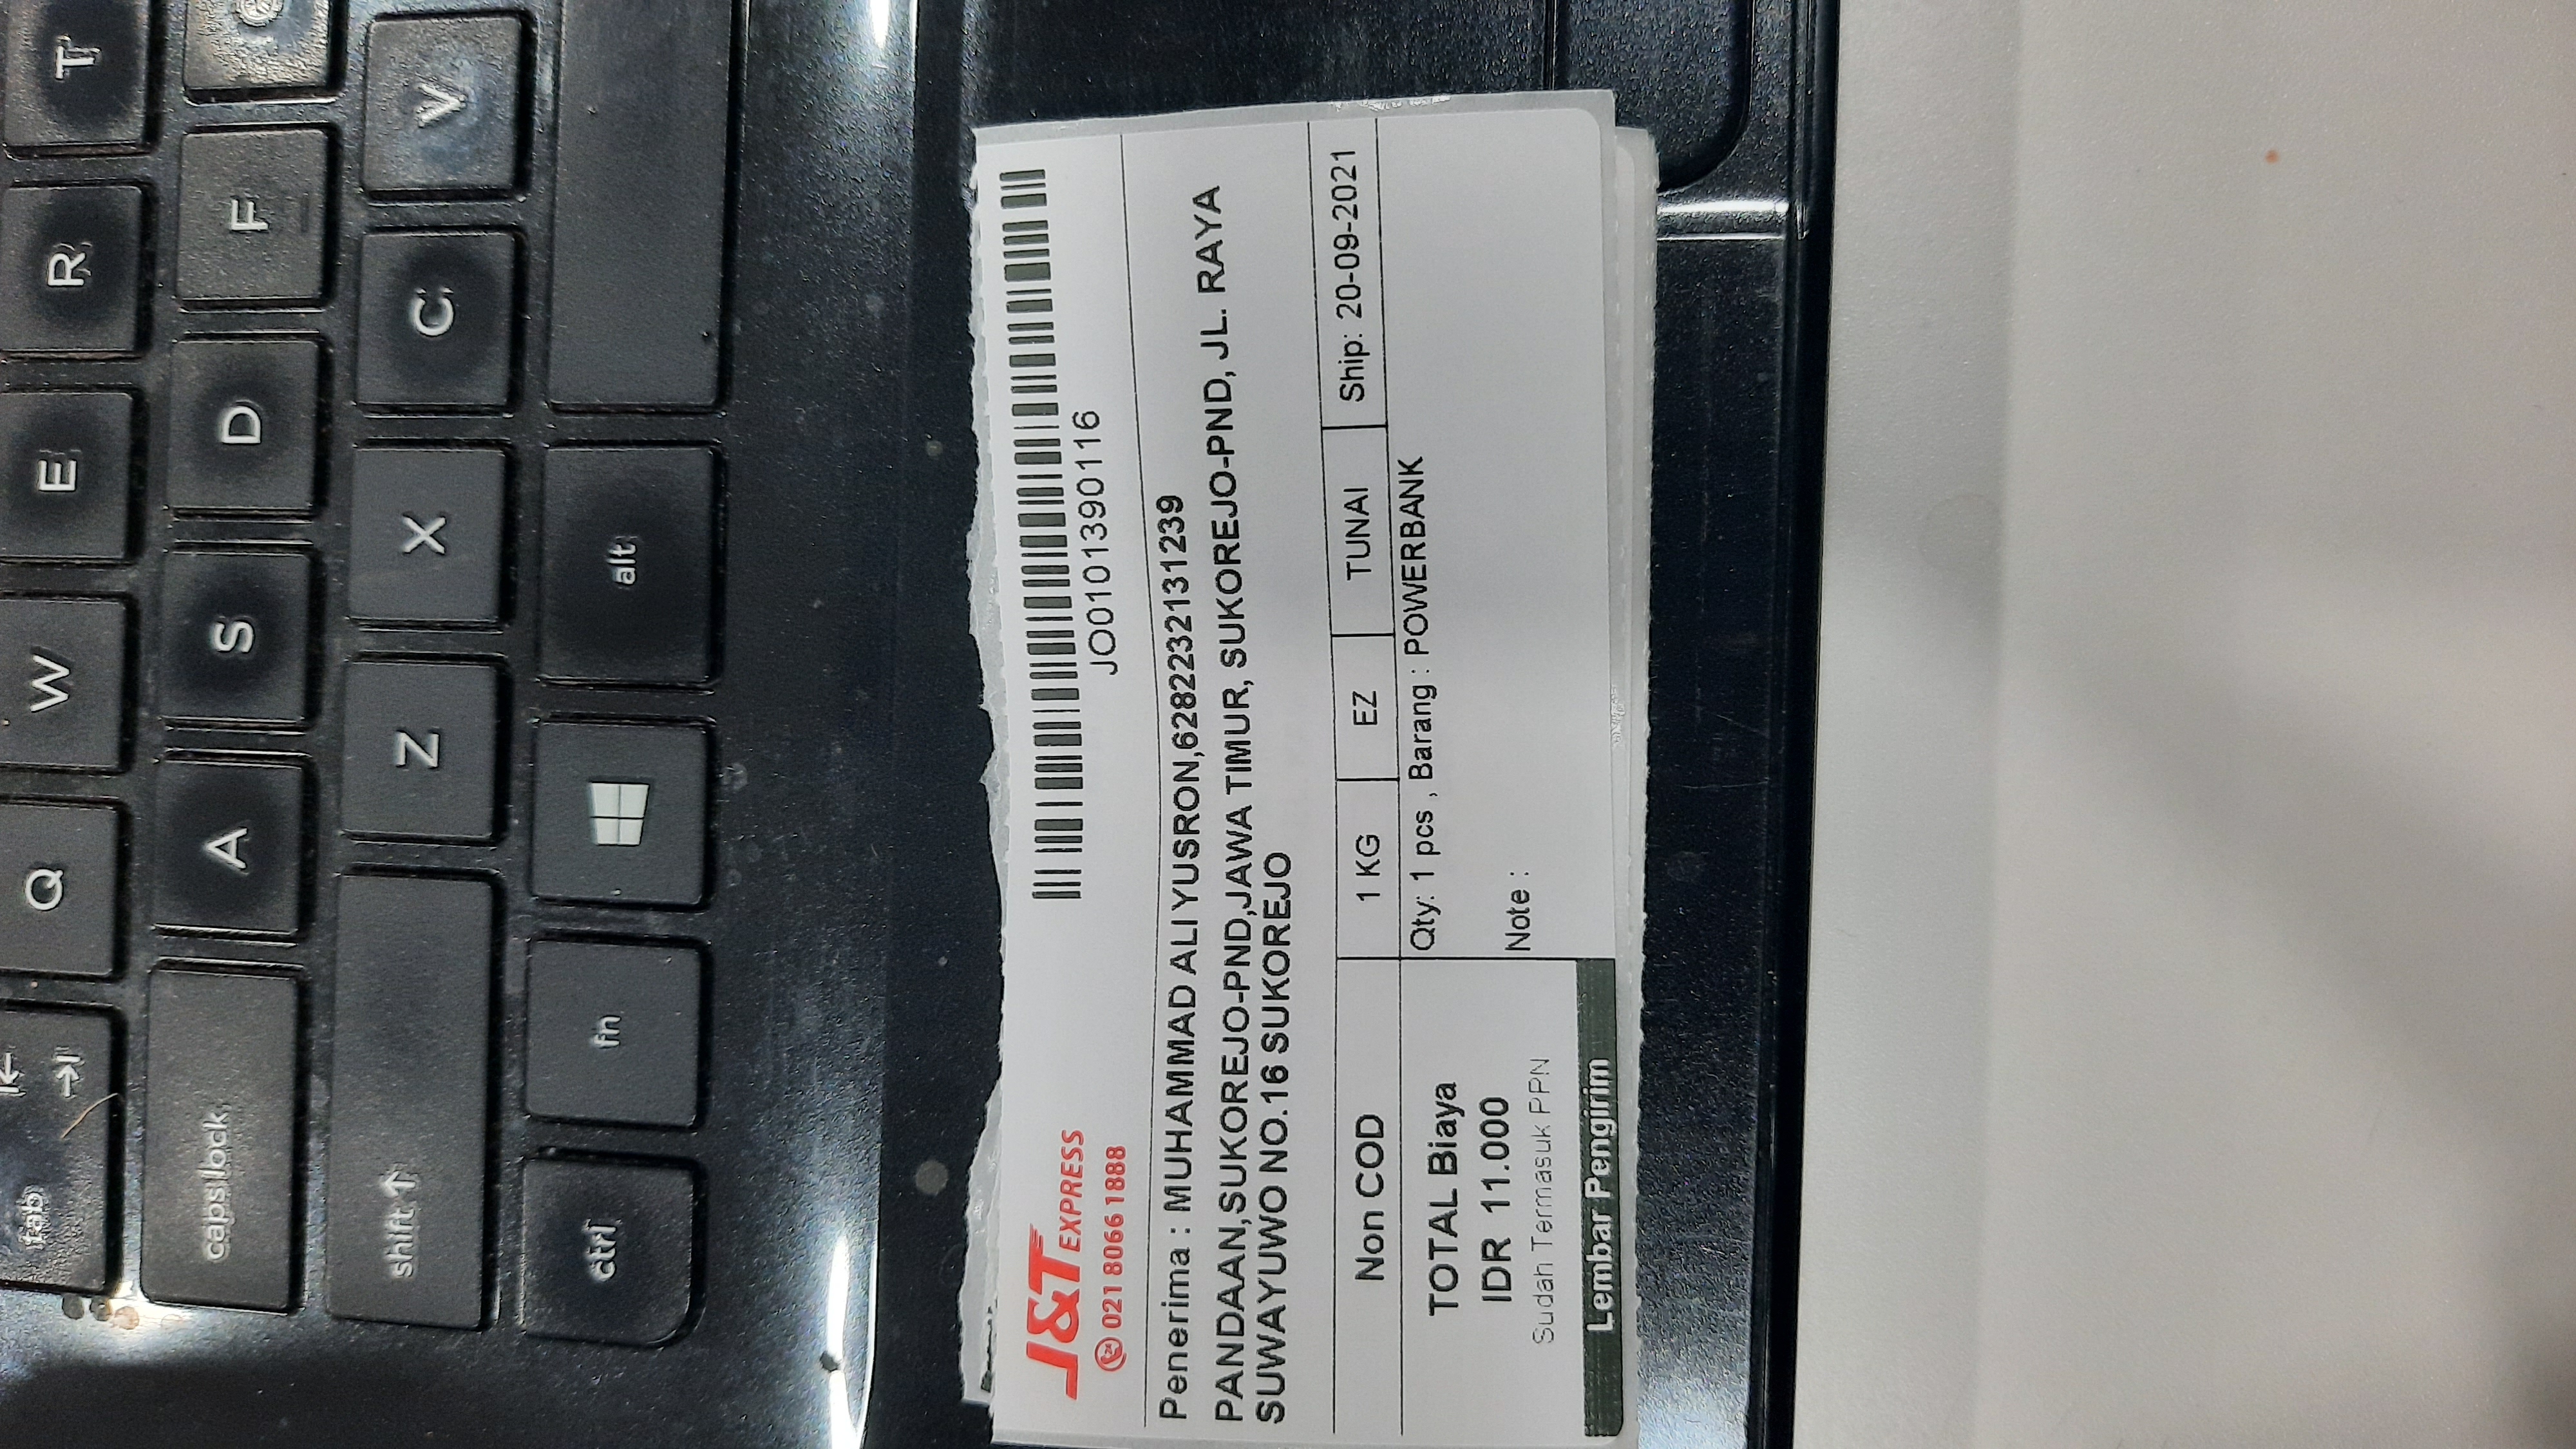 tab
Q W E R T
caps lock A S D F
shift Z X C V
ctrl fn alt
J&T EXPRESS
021 8066 1888
JO0101390116
Penerima : MUHAMMAD ALI YUSRON,6282232131239
PANDAAN,SUKOREJO-PND,JAWA TIMUR, SUKOREJO-PND, JL. RAYA
SUWAYUWO NO.16 SUKOREJO
Non COD 1 KG EZ TUNAI Ship: 20-09-2021
TOTAL Biaya
IDR 11.000
Sudah Termasuk PPN
Lembar Pengirim
Qty: 1 pcs , Barang : POWERBANK
Note :